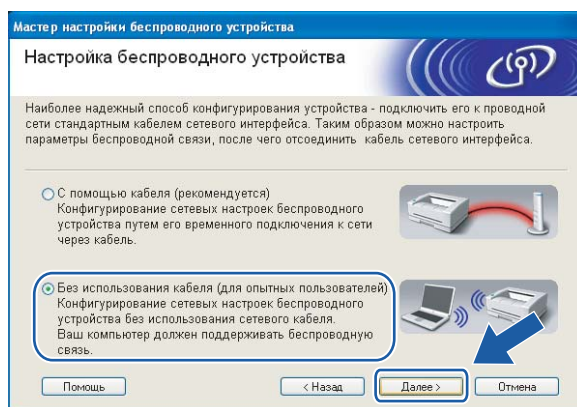 Мастер настройки беспроводного устройства
Настройка беспроводного устройства
Наиболее надежный способ конфигурирования устройства - подключить его к проводной
сети стандартным кабелем сетевого интерфейса. Таким образом можно настроить
параметры беспроводной связи, после чего отсоединить кабель сетевого интерфейса.
С помощью кабеля (рекомендуется)
Конфигурирование сетевых настроек беспроводного
устройства путем его временного подключения к сети
через кабель.
Без использования кабеля (для опытных пользователей)
Конфигурирование сетевых настроек беспроводного
устройства без использования сетевого кабеля.
Ваш компьютер должен поддерживать беспроводную
связь.
Помощь
< Назад
Далее >
Отмена